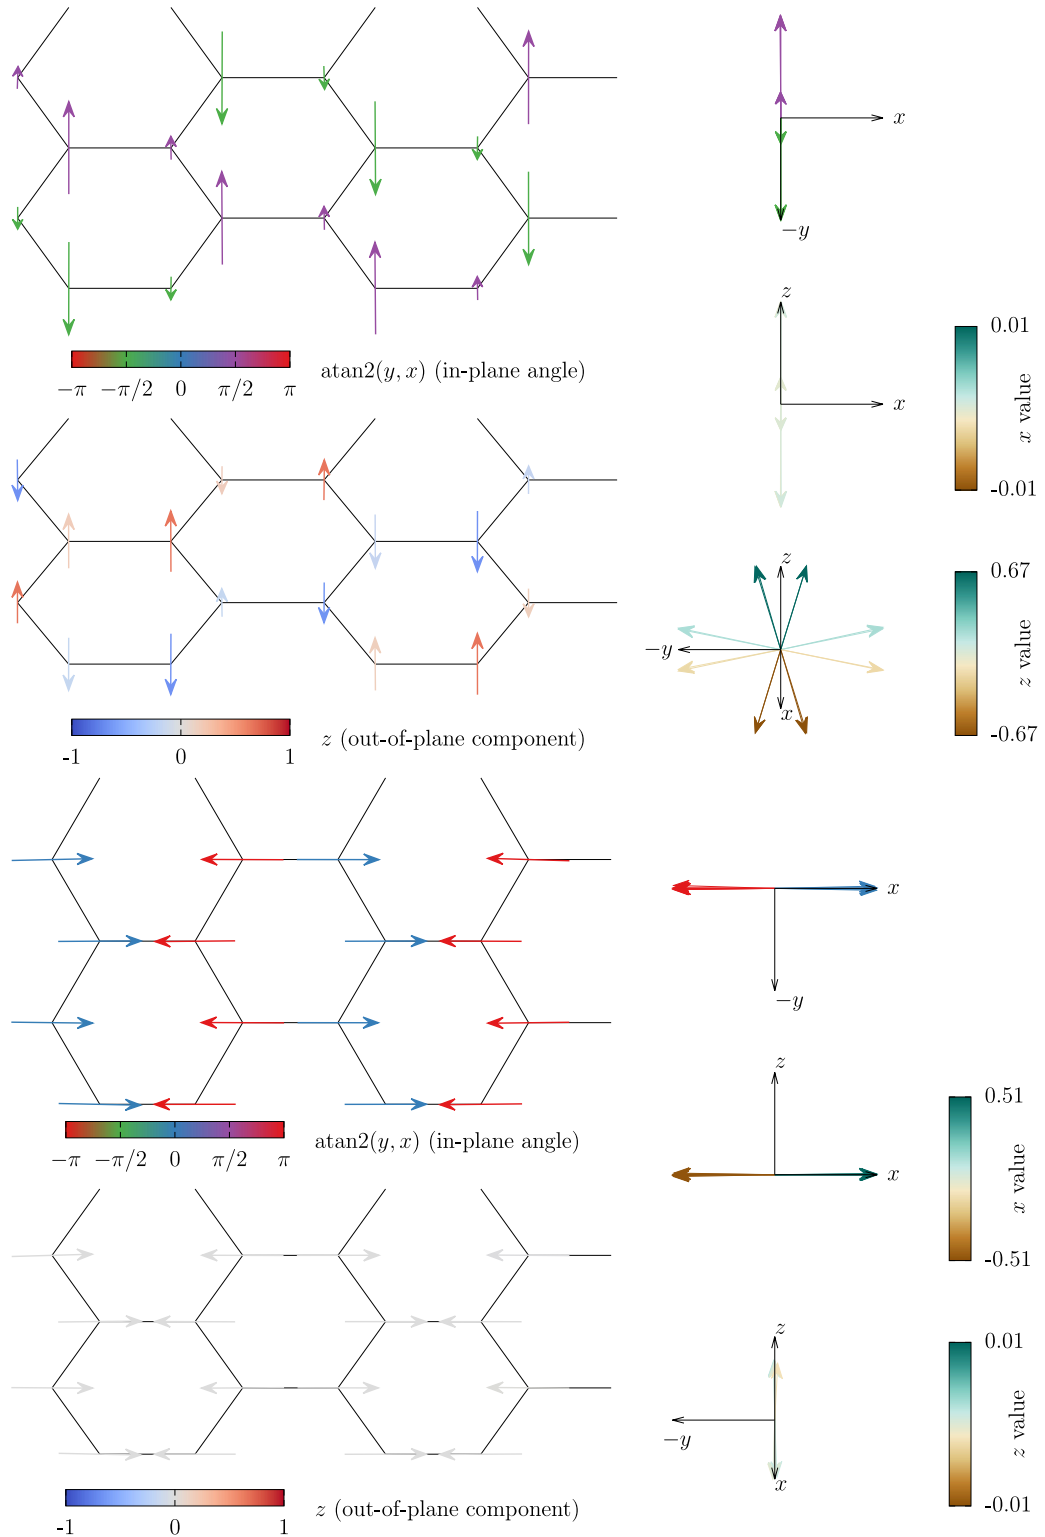 x
−y
z
0.01
x
x value
−π −π/2 0 π/2 π
atan2(y, x) (in-plane angle)
-0.01
z
0.67
−y
z value
x
-0.67
-1 0 1
z (out-of-plane component)
x
−y
z
0.51
x
x value
−π −π/2 0 π/2 π
atan2(y, x) (in-plane angle)
-0.51
z
0.01
−y
z value
x
-0.01
-1 0 1
z (out-of-plane component)